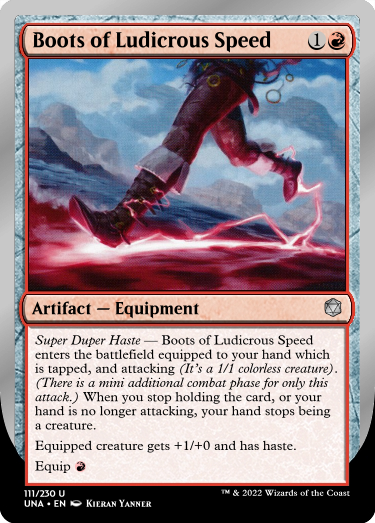 Boots of Ludicrous Speed 1
Artifact — Equipment
Super Duper Haste — Boots of Ludicrous Speed
enters the battlefield equipped to your hand which
is tapped, and attacking (It's a 1/1 colorless creature).
(There is a mini additional combat phase for only this
attack.) When you stop holding the card, or your
hand is no longer attacking, your hand stops being
a creature.
Equipped creature gets +1/+0 and has haste.
Equip
111/230 U
UNA • EN KIERAN YANNER
™ & © 2022 Wizards of the Coast